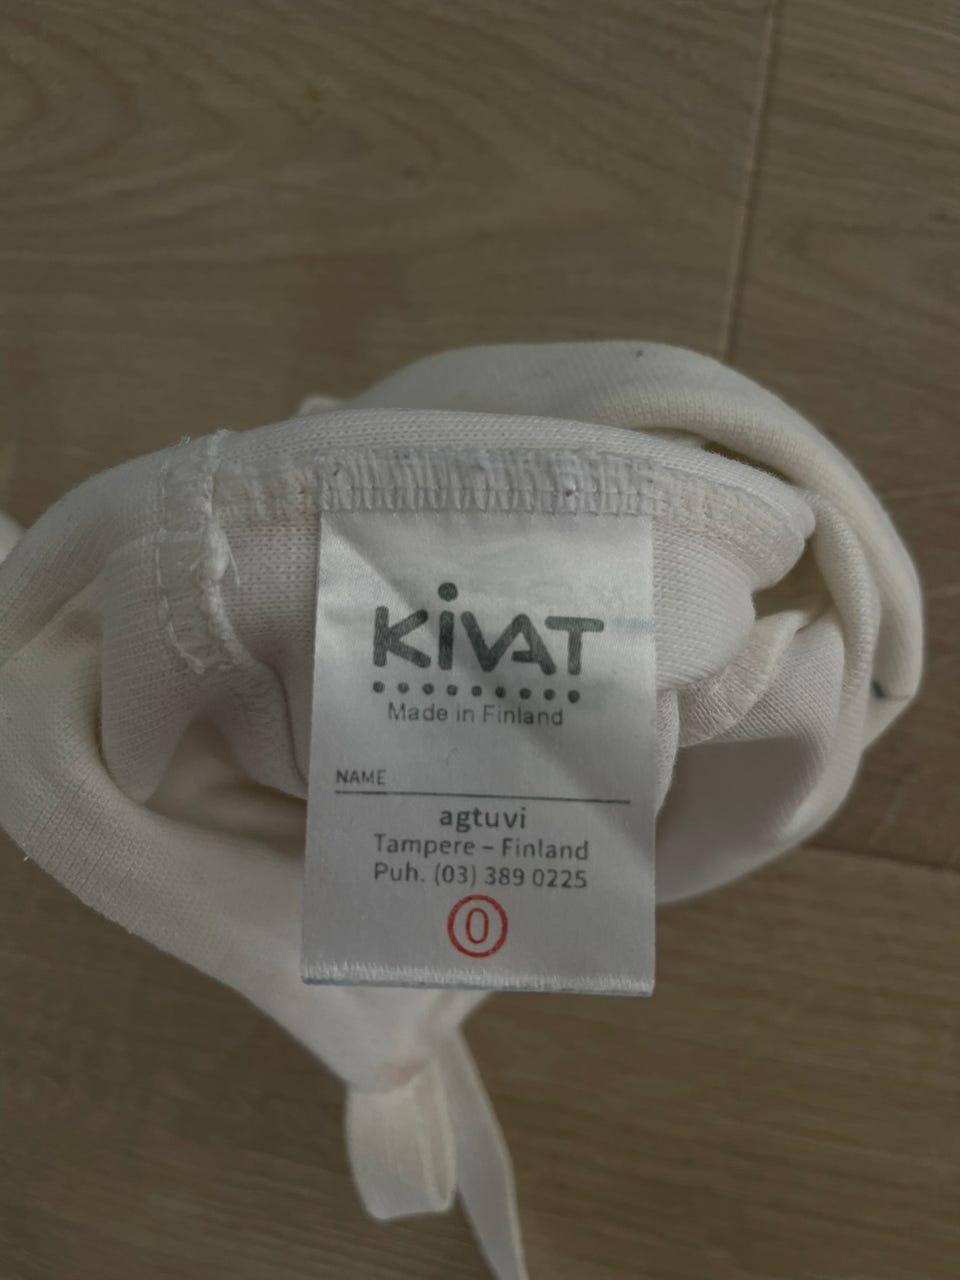 KiVAT
Made in Finland
NAME
agtuvi
Tampere – Finland
Puh. (03) 389 0225
0